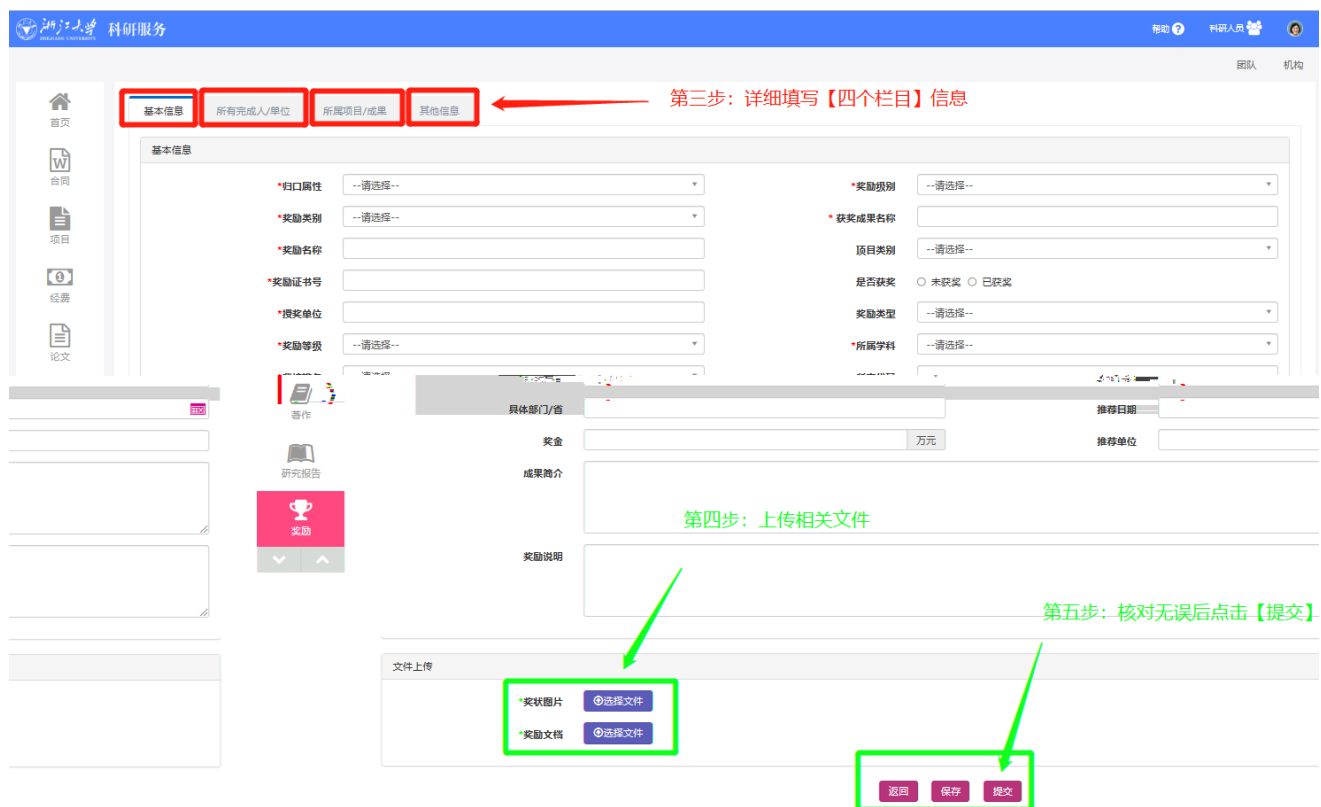 浙江大学 科研服务
帮助 科研人员
团队 机构
首页
合同
项目
经费
论文
基本信息 所有完成人/单位 所属项目/成果 其他信息
第三步：详细填写【四个栏目】信息
基本信息
*归口属性 --请选择-- *奖励级别 --请选择--
*奖励类别 --请选择-- * 获奖成果名称
*奖励名称 项目类别 --请选择--
*奖励证书号 是否获奖 未获奖 已获奖
*授奖单位 奖励类型 --请选择--
*奖励等级 --请选择-- *所属学科 --请选择--
著作
研究报告
奖励
具体部门/省 推荐日期
奖金 万元 推荐单位
成果简介
第四步：上传相关文件
奖励说明
第五步：核对无误后点击【提交】
文件上传
*奖状图片 选择文件
*奖励文档 选择文件
返回 保存 提交